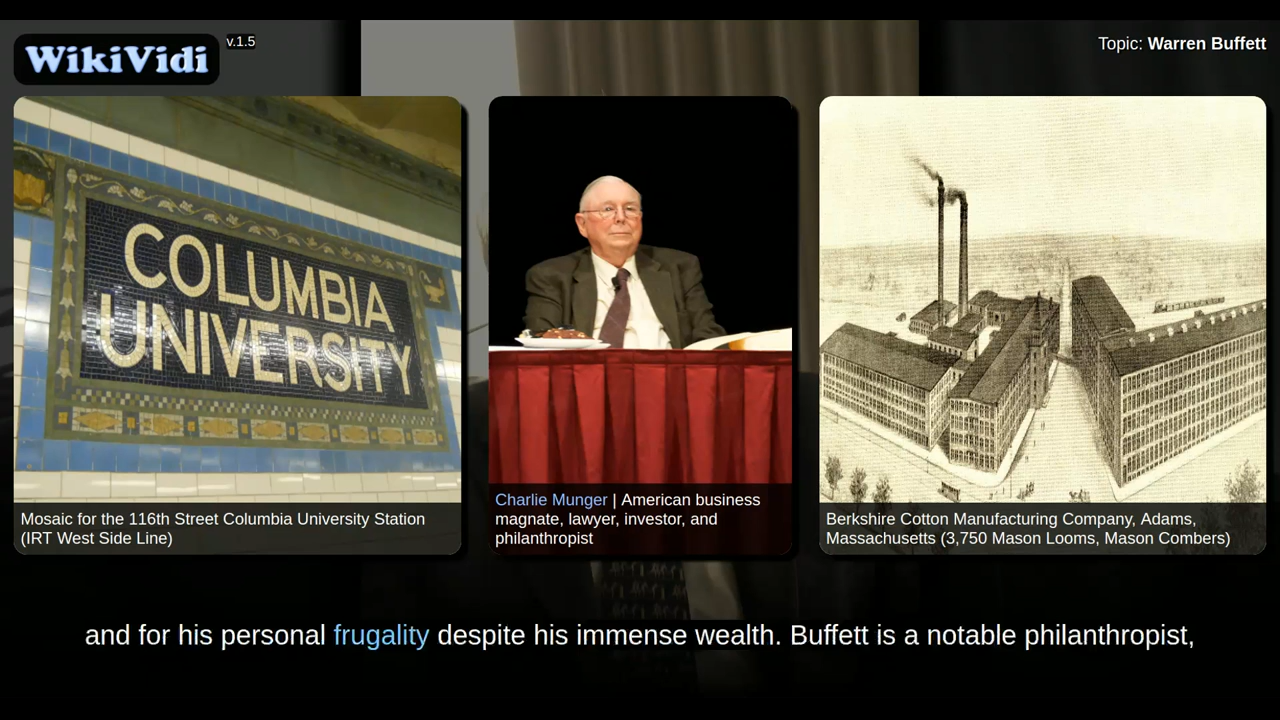 WikiVidi
v.1.5
Topic: Warren Buffett
COLUMBIA
UNIVERSITY
Mosaic for the 116th Street Columbia University Station
(IRT West Side Line)
Charlie Munger | American business
magnate, lawyer, investor, and
philanthropist
Berkshire Cotton Manufacturing Company, Adams,
Massachusetts (3,750 Mason Looms, Mason Combers)
and for his personal frugality despite his immense wealth. Buffett is a notable philanthropist,